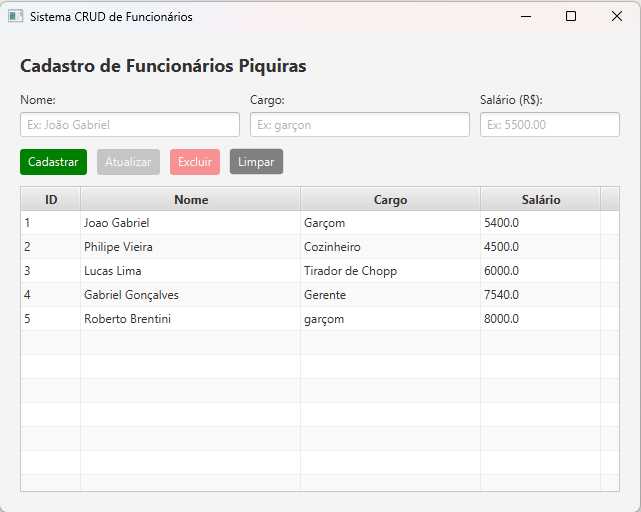 Sistema CRUD de Funcionários
Cadastro de Funcionários Piquiras
Nome: Cargo: Salário (R$):
Ex: João Gabriel Ex: garçon Ex: 5500.00
Cadastrar Atualizar Excluir Limpar
ID Nome Cargo Salário
1 Joao Gabriel Garçom 5400.0
2 Philipe Vieira Cozinheiro 4500.0
3 Lucas Lima Tirador de Chopp 6000.0
4 Gabriel Gonçalves Gerente 7540.0
5 Roberto Brentini garçom 8000.0